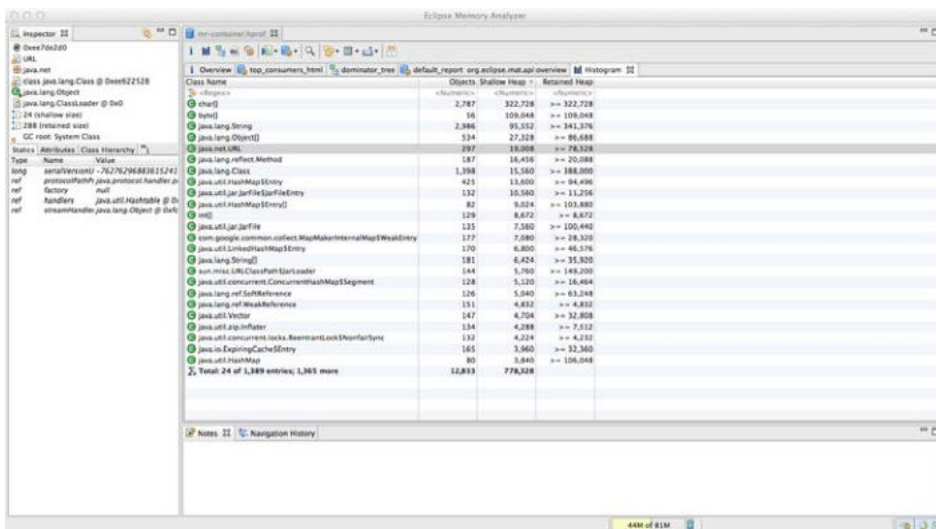 Eclipse Memory Analyzer
Inspector
0xee7de2d0
URL
java.net
class java.lang.Class @ 0xee622528
java.lang.Object
java.lang.ClassLoader @ 0x0
24 (shallow size)
288 (retained size)
GC root: System Class
Statics Attributes Class Hierarchy
Type Name Value
long serialVersionU -76276296883615241
ref protocolPathPr java.protocol.handler.p
ref factory null
ref handlers java.util.Hashtable @ 0x
ref streamHandler java.lang.Object @
mr-container.hprof
i Overview top_consumers_html dominator_tree default_report org.eclipse.mat.api:overview Histogram
Class Name Objects Shallow Heap Retained Heap
<Regex> <Numeric> <Numeric> <Numeric>
char[] 2,787 322,728 >= 322,728
byte[] 56 109,048 >= 109,048
java.lang.String 2,986 95,552 >= 341,376
java.lang.Object[] 534 27,328 >= 86,688
java.net.URL 297 19,008 >= 78,528
java.lang.reflect.Method 187 16,456 >= 20,088
java.lang.Class 1,398 15,560 >= 388,000
java.util.HashMap$Entry 425 13,600 >= 94,496
java.util.jar.JarFile$JarFileEntry 132 10,560 >= 11,256
java.util.HashMap$Entry[] 82 9,024 >= 103,880
int[] 129 8,672 >= 8,672
java.util.jar.JarFile 135 7,560 >= 100,440
com.google.common.collect.MapMakerInternalMap$WeakEntry 177 7,080 >= 28,320
java.util.LinkedHashMap$Entry 170 6,800 >= 46,576
java.lang.String[] 181 6,424 >= 35,920
sun.misc.URLClassPath$JarLoader 144 5,760 >= 149,200
java.util.concurrent.ConcurrentHashMap$Segment 128 5,120 >= 16,464
java.lang.ref.SoftReference 126 5,040 >= 63,248
java.lang.ref.WeakReference 151 4,832 >= 4,832
java.util.Vector 147 4,704 >= 32,808
java.util.zip.Inflater 134 4,288 >= 7,512
java.util.concurrent.locks.ReentrantLock$NonfairSync 132 4,224 >= 4,232
java.io.ExpiringCache$Entry 165 3,960 >= 32,360
java.util.HashMap 80 3,840 >= 106,048
Total: 24 of 1,389 entries; 1,365 more 12,833 778,328
Notes Navigation History
44M of 81M